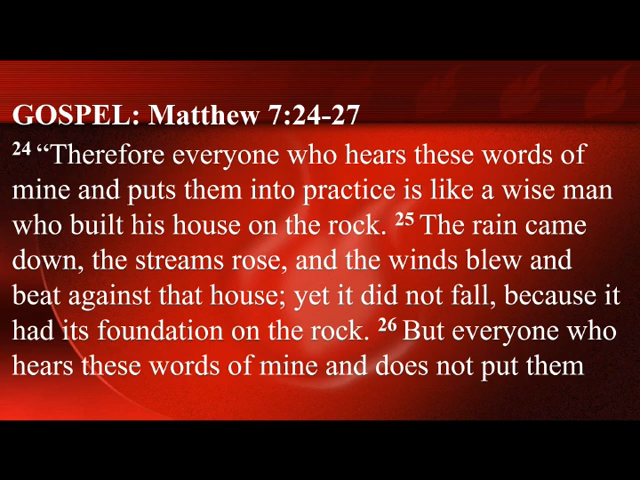 GOSPEL: Matthew 7:24-27
24 “Therefore everyone who hears these words of
mine and puts them into practice is like a wise man
who built his house on the rock. 25 The rain came
down, the streams rose, and the winds blew and
beat against that house; yet it did not fall, because it
had its foundation on the rock. 26 But everyone who
hears these words of mine and does not put them